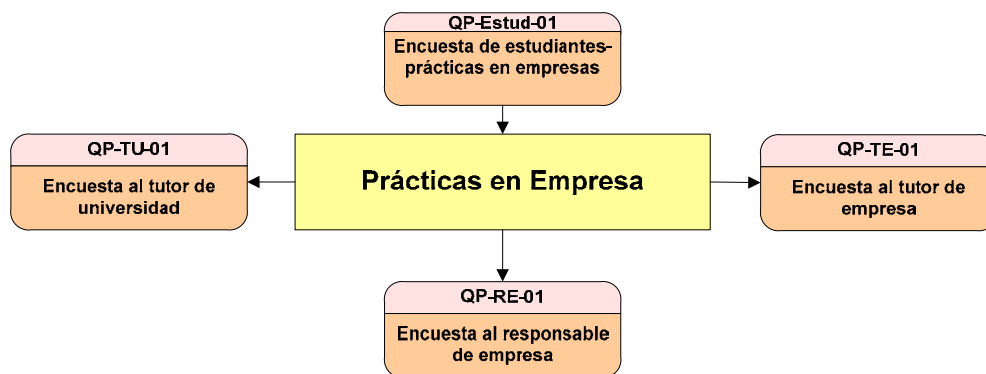 QP-Estud-01
Encuesta de estudiantes-
prácticas en empresas
QP-TU-01
Encuesta al tutor de
universidad
Prácticas en Empresa
QP-TE-01
Encuesta al tutor de
empresa
QP-RE-01
Encuesta al responsable
de empresa